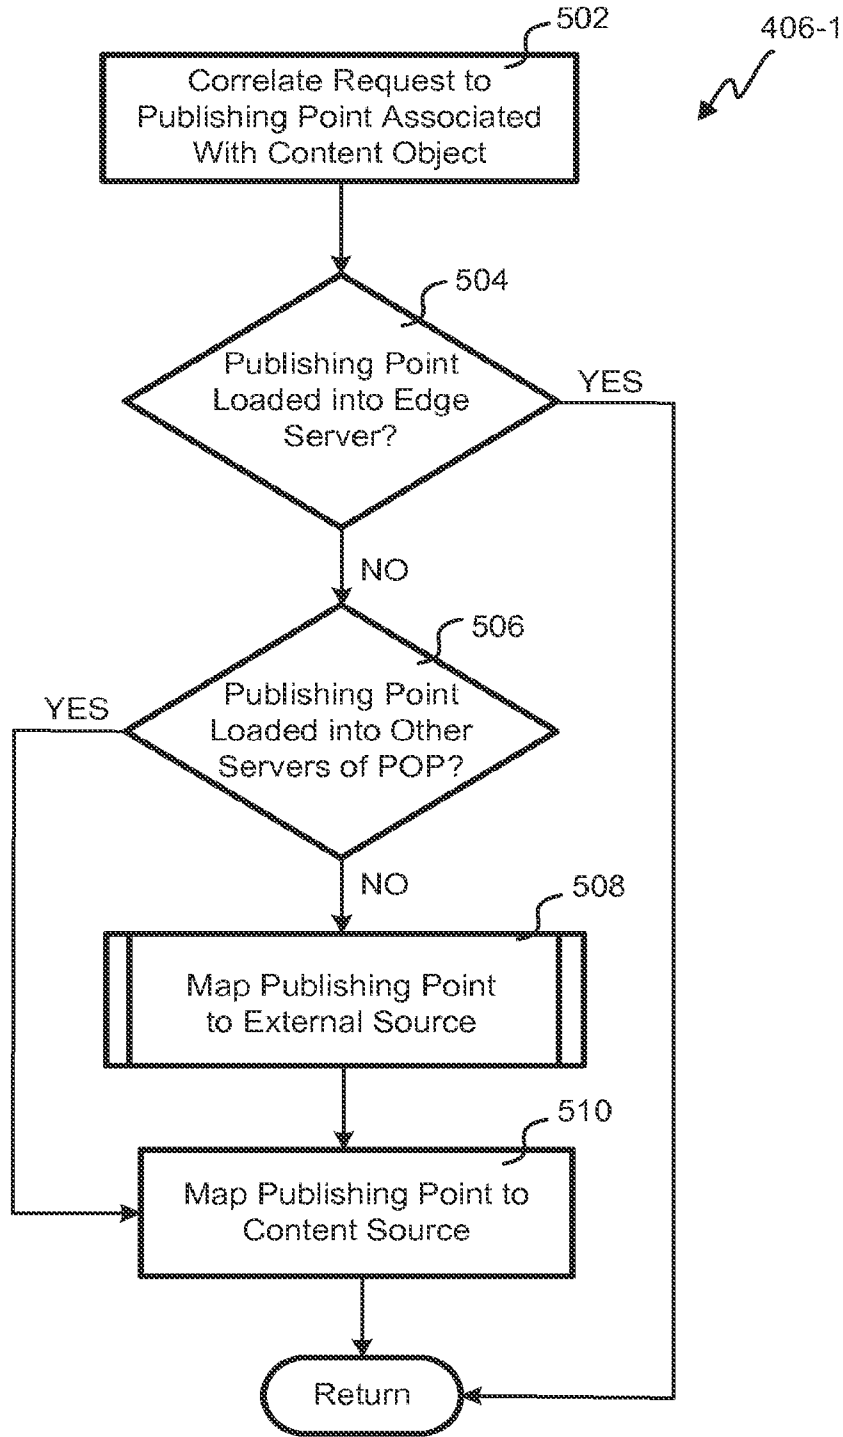 502
406-1
Correlate Request to
Publishing Point Associated
With Content Object
504
Publishing Point
Loaded into Edge
Server?
YES
NO
506
Publishing Point
Loaded into Other
Servers of POP?
YES
NO
508
Map Publishing Point
to External Source
510
Map Publishing Point to
Content Source
Return